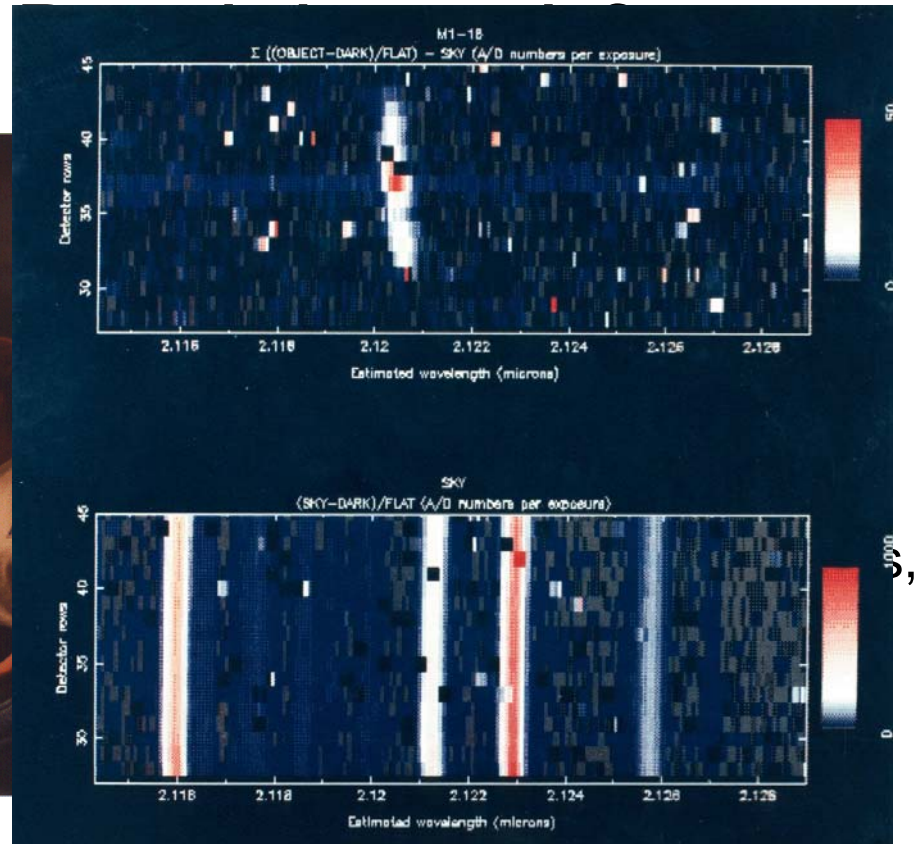 M1-16
Σ ((OBJECT-DARK)/FLAT) - SKY (A/D numbers per exposure)
45
40
35
30
Detector rows
50
0
2.116 2.118 2.12 2.122 2.124 2.126 2.128
Estimated wavelength (microns)
SKY
(SKY-DARK)/FLAT (A/D numbers per exposure)
45
40
35
30
Detector rows
1000
0
s,
2.116 2.118 2.12 2.122 2.124 2.126 2.128
Estimated wavelength (microns)